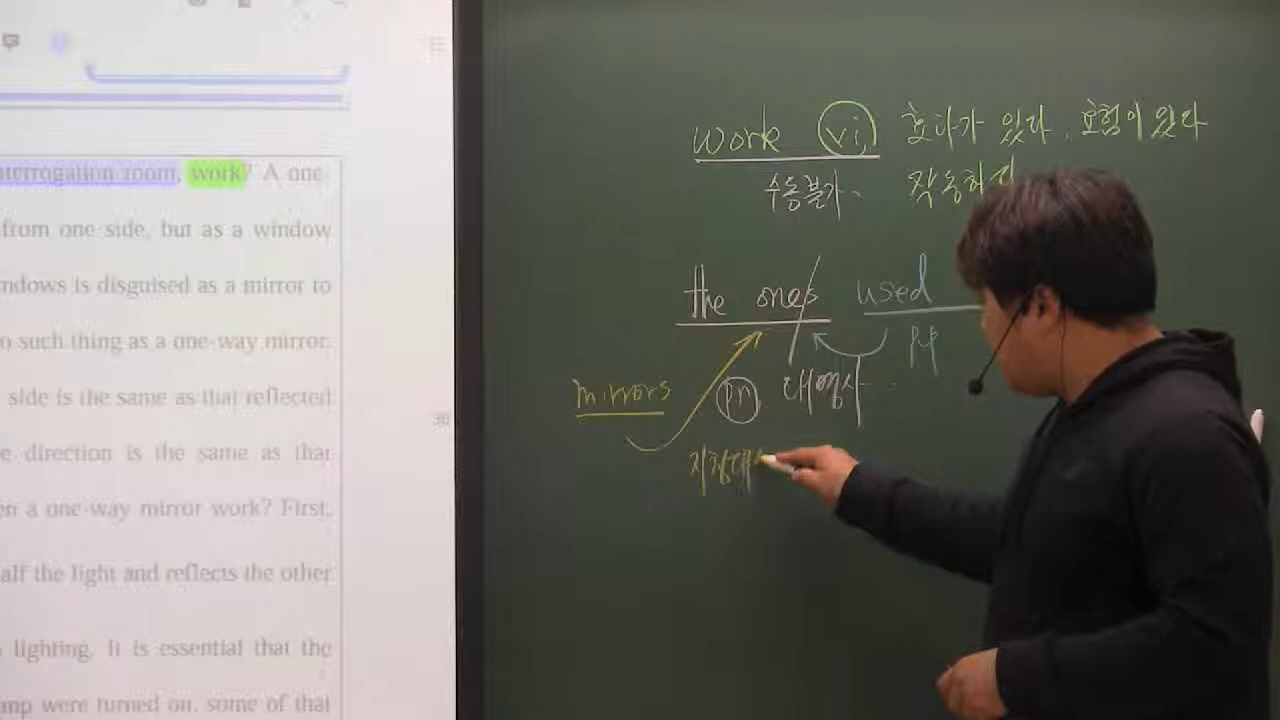 nterrogation room, work? A one-
from one side, but as a window
ndows is disguised as a mirror to
o such thing as a one-way mirror.
side is the same as that reflected
e direction is the same as that
en a one-way mirror work? First,
alf the light and reflects the other
lighting. It is essential that the
mp were turned on, some of that
30
work vi, 효과가 있다, 효험이 있다
수동불가 작동하다
the ones used
pp
mirrors pn 대명사
지칭대